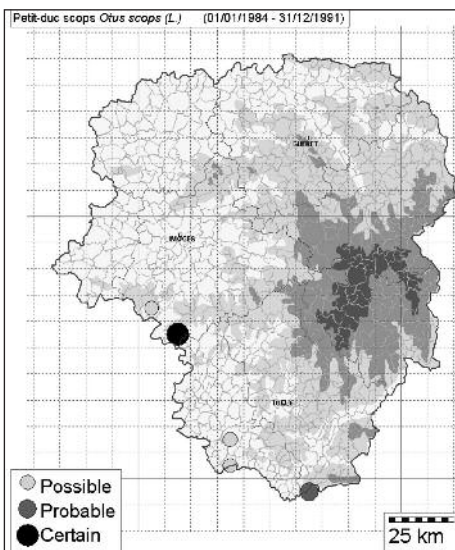 Petit-duc scops Otus scops (L.) (01/01/1984 - 31/12/1991)
GUERET
LIMOGES
TULLE
Possible
Probable
Certain
25 km